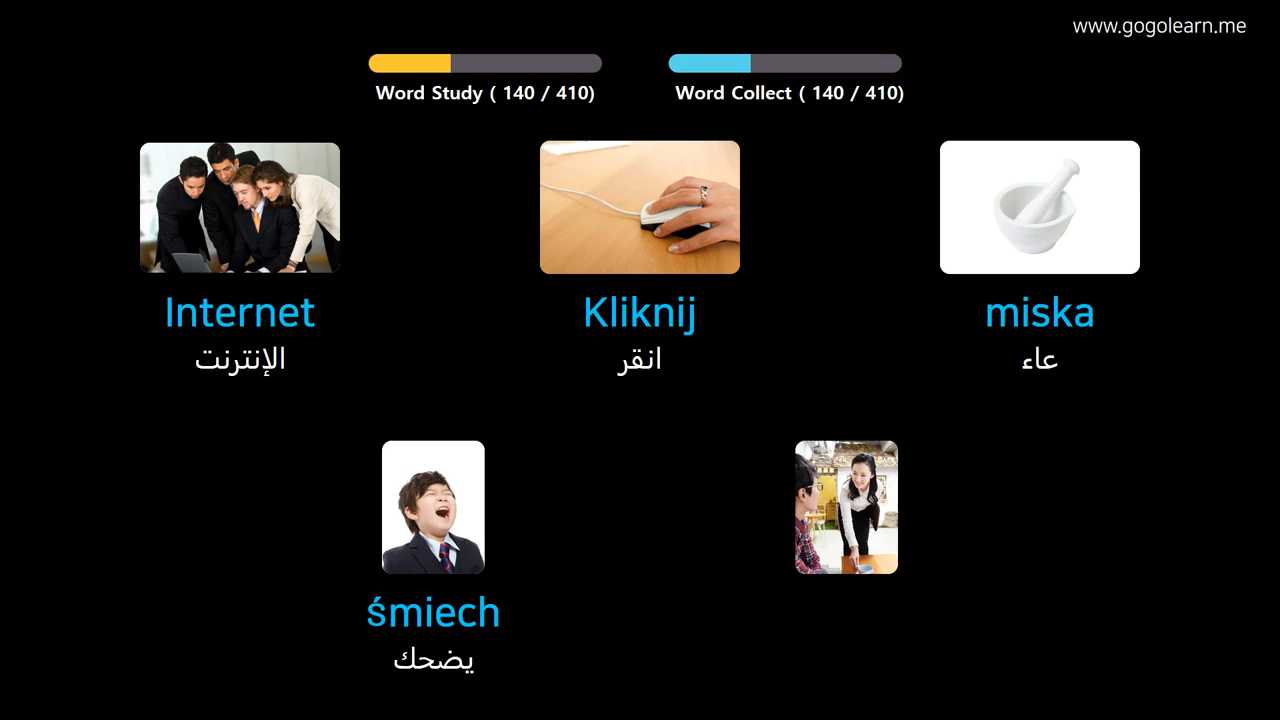 www.gogolearn.me
Word Study ( 140 / 410)
Word Collect ( 140 / 410)
Internet
الإنترنت
Kliknij
انقر
miska
عاء
śmiech
يضحك